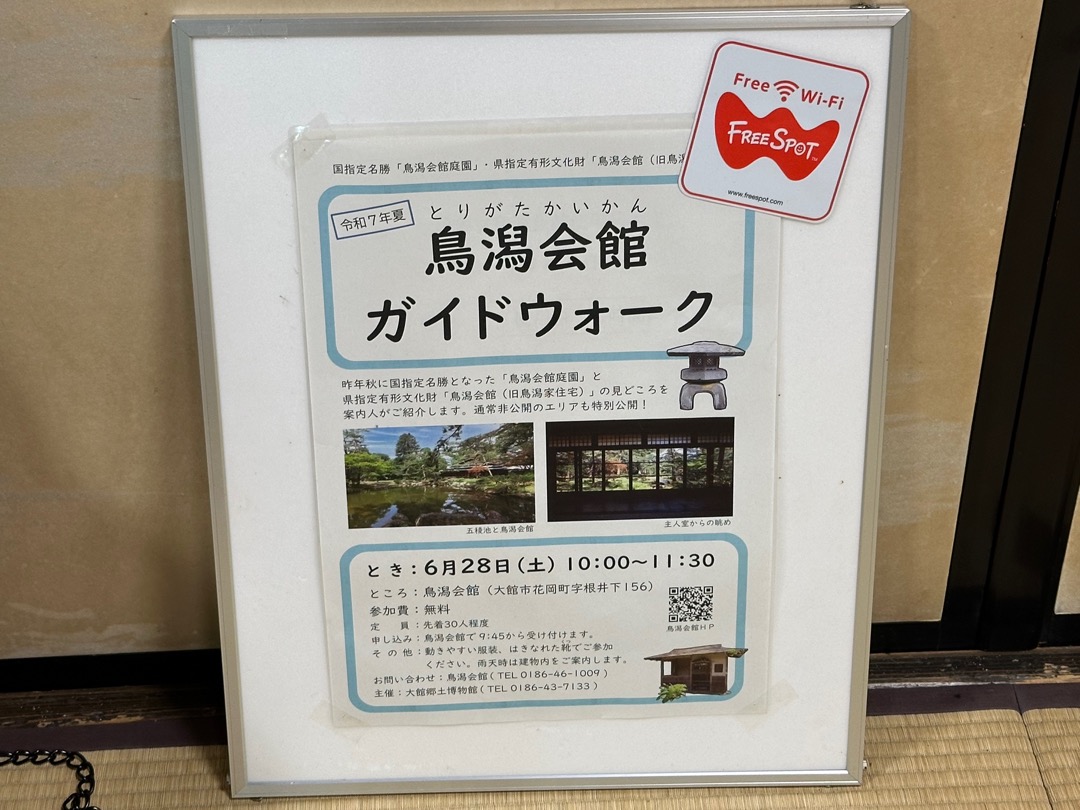 Free Wi-Fi
FREESPOT
TM
www.freespot.com
国指定名勝「鳥潟会館庭園」・県指定有形文化財「鳥潟会館（旧鳥潟
令和7年夏
とりがたかいかん
鳥潟会館
ガイドウォーク
昨年秋に国指定名勝となった「鳥潟会館庭園」と
県指定有形文化財「鳥潟会館（旧鳥潟家住宅）」の見どころを
案内人がご紹介します。通常非公開のエリアも特別公開！
五稜池と鳥潟会館
主人室からの眺め
とき：6月28日（土）10:00〜11:30
ところ：鳥潟会館（大館市花岡町字根井下156）
参加費：無料
定　員：先着30人程度
申し込み：鳥潟会館で9:45から受け付けます。
その他：動きやすい服装、はきなれた靴でご参加
くつ
ください。雨天時は建物内をご案内します。
お問い合わせ：鳥潟会館（TEL 0186-46-1009）
主催：大館郷土博物館（TEL 0186-43-7133）
鳥潟会館HP